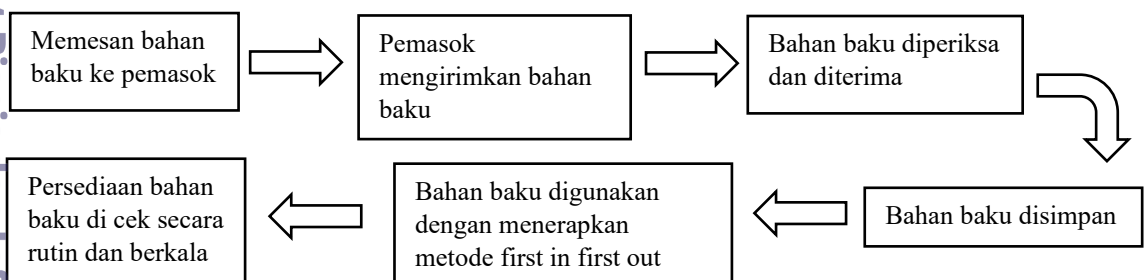 Memesan bahan
baku ke pemasok
Pemasok
mengirimkan bahan
baku
Bahan baku diperiksa
dan diterima
Bahan baku disimpan
Bahan baku digunakan
dengan menerapkan
metode first in first out
Persediaan bahan
baku di cek secara
rutin dan berkala